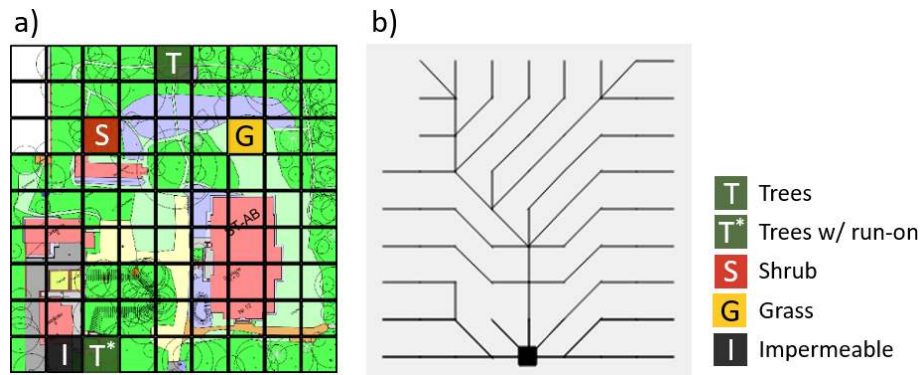 a)
b)
T
S
G
ST-AB
I
T*
T Trees
T* Trees w/ run-on
S Shrub
G Grass
I Impermeable